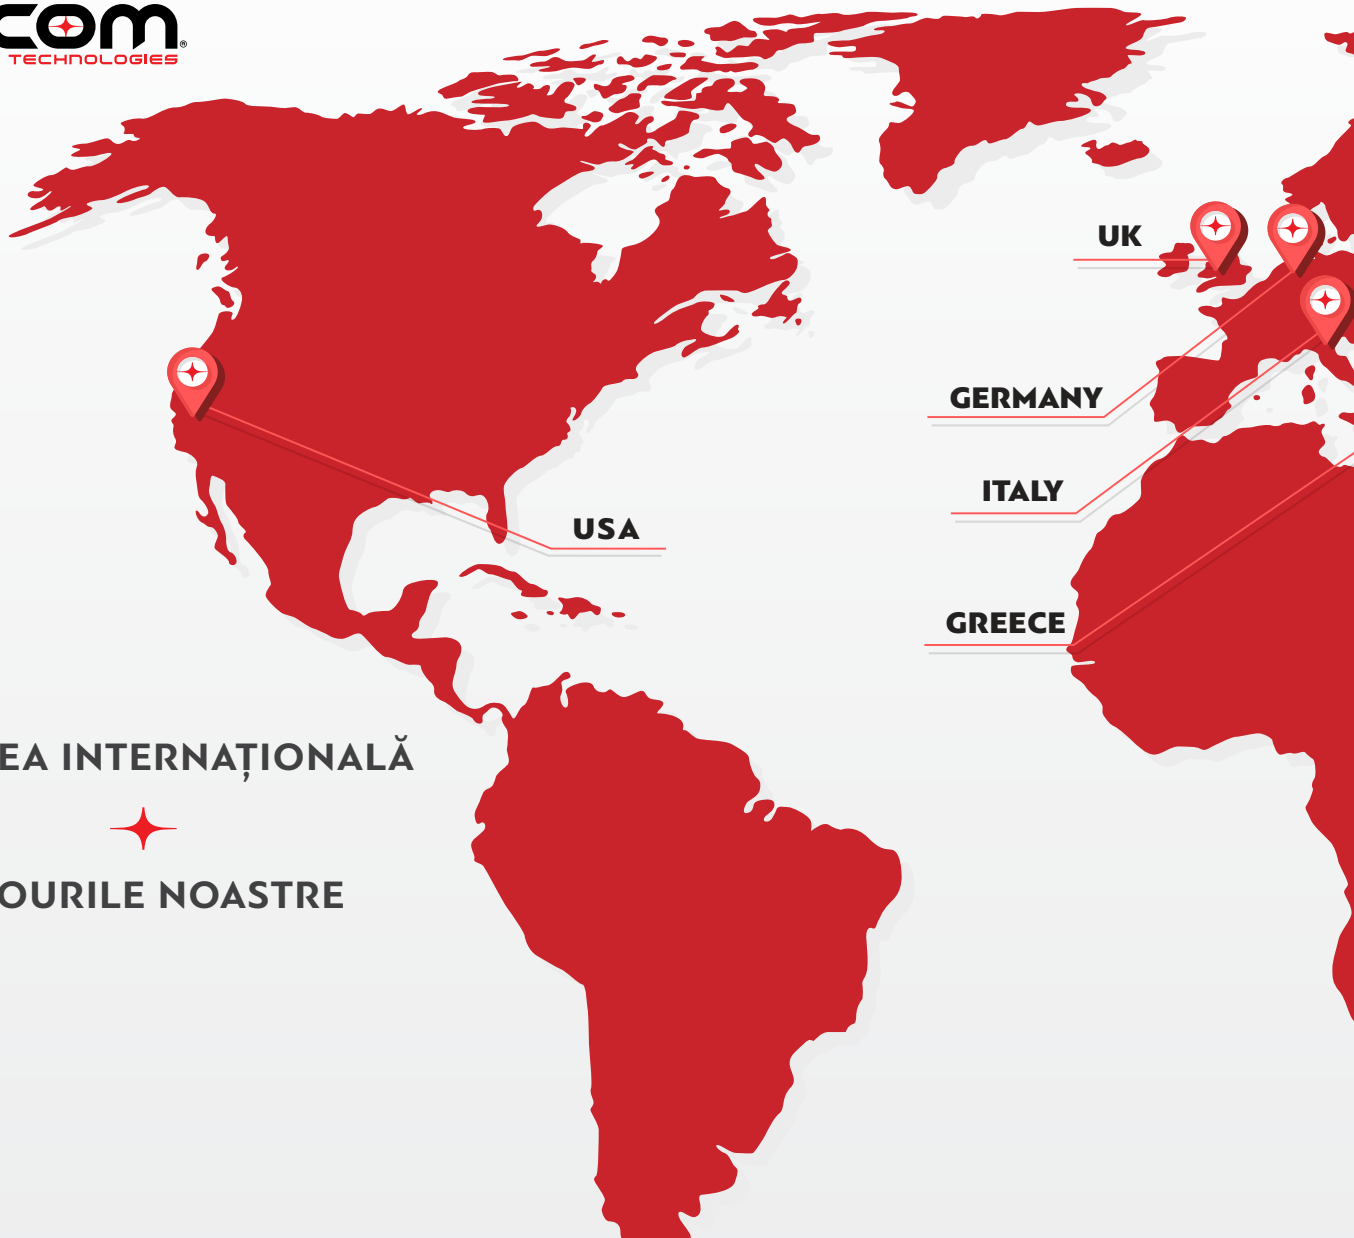 COM®
TECHNOLOGIES
UK
GERMANY
ITALY
USA
GREECE
EA INTERNAȚIONALĂ
OURILE NOASTRE